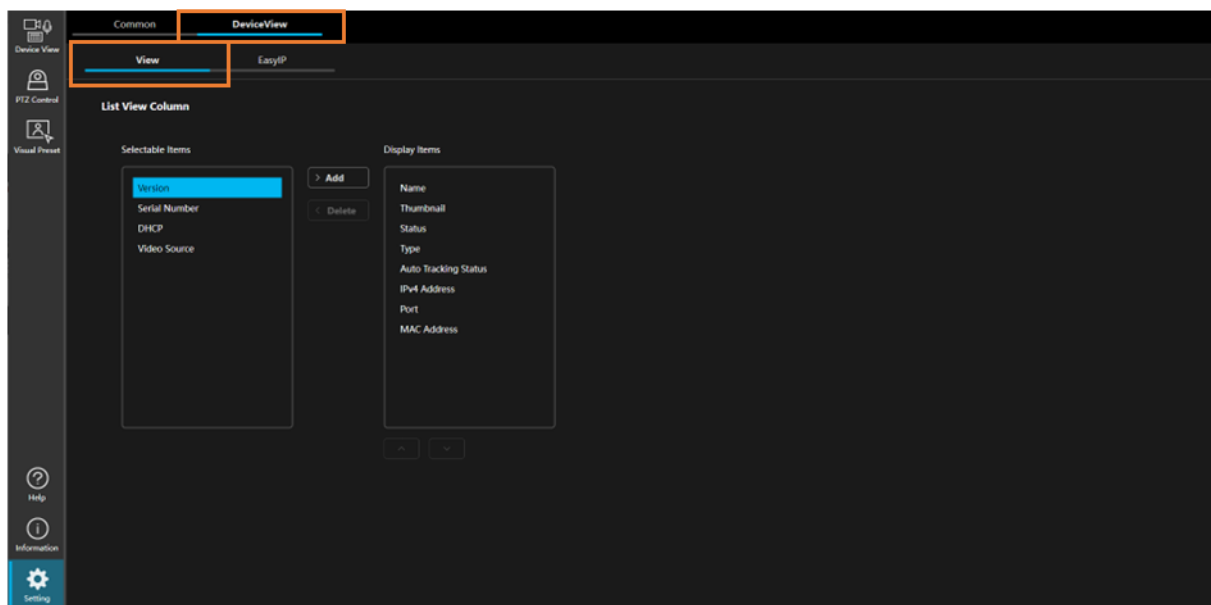 Common
DeviceView
Device View
View
EasyIP
PTZ Control
List View Column
Visual Preset
Selectable Items
Display Items
Version
Serial Number
DHCP
Video Source
> Add
< Delete
Name
Thumbnail
Status
Type
Auto Tracking Status
IPv4 Address
Port
MAC Address
Help
Information
Setting